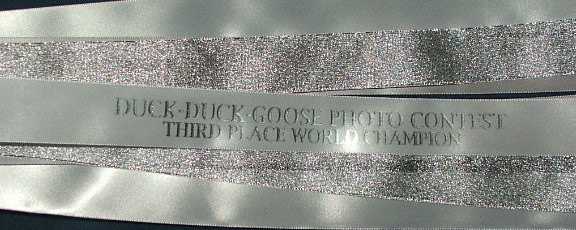 DUCK-DUCK-GOOSE PHOTO CONTEST
THIRD PLACE WORLD CHAMPION